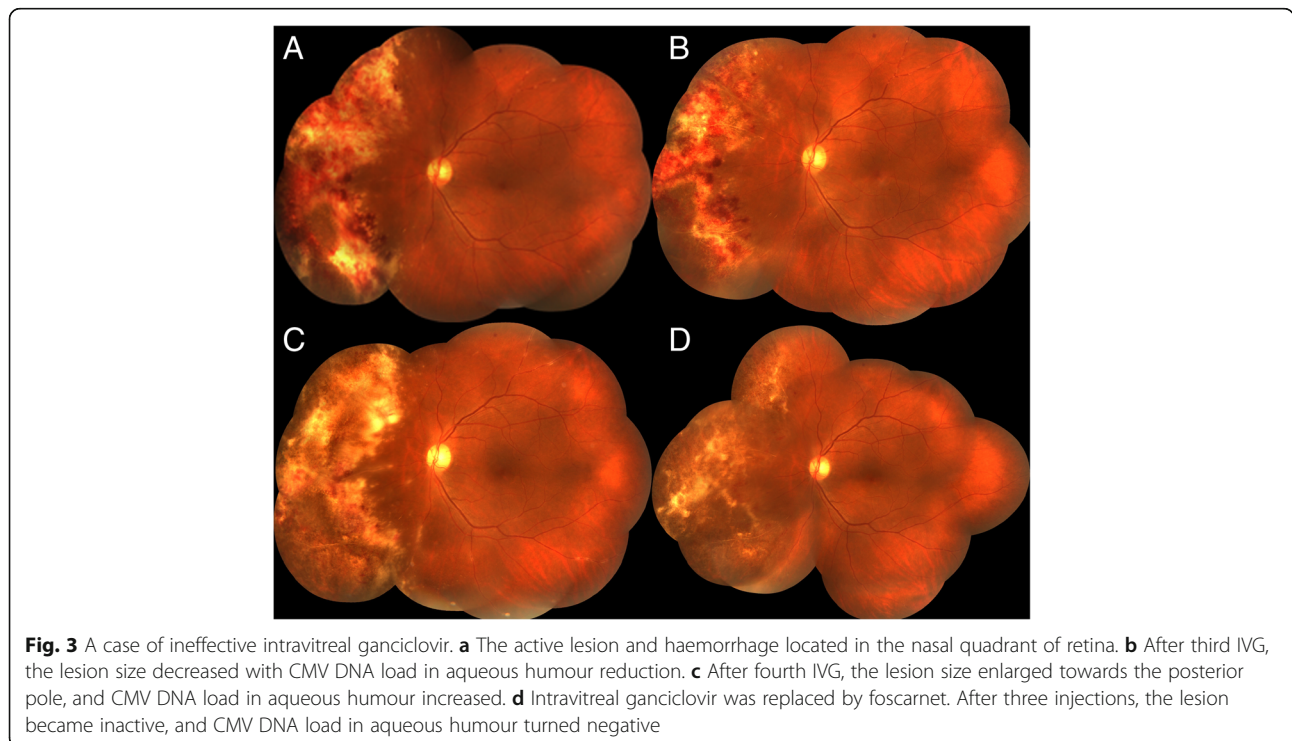 A
B
C
D
Fig. 3 A case of ineffective intravitreal ganciclovir. a The active lesion and haemorrhage located in the nasal quadrant of retina. b After third IVG,
the lesion size decreased with CMV DNA load in aqueous humour reduction. c After fourth IVG, the lesion size enlarged towards the posterior
pole, and CMV DNA load in aqueous humour increased. d Intravitreal ganciclovir was replaced by foscarnet. After three injections, the lesion
became inactive, and CMV DNA load in aqueous humour turned negative